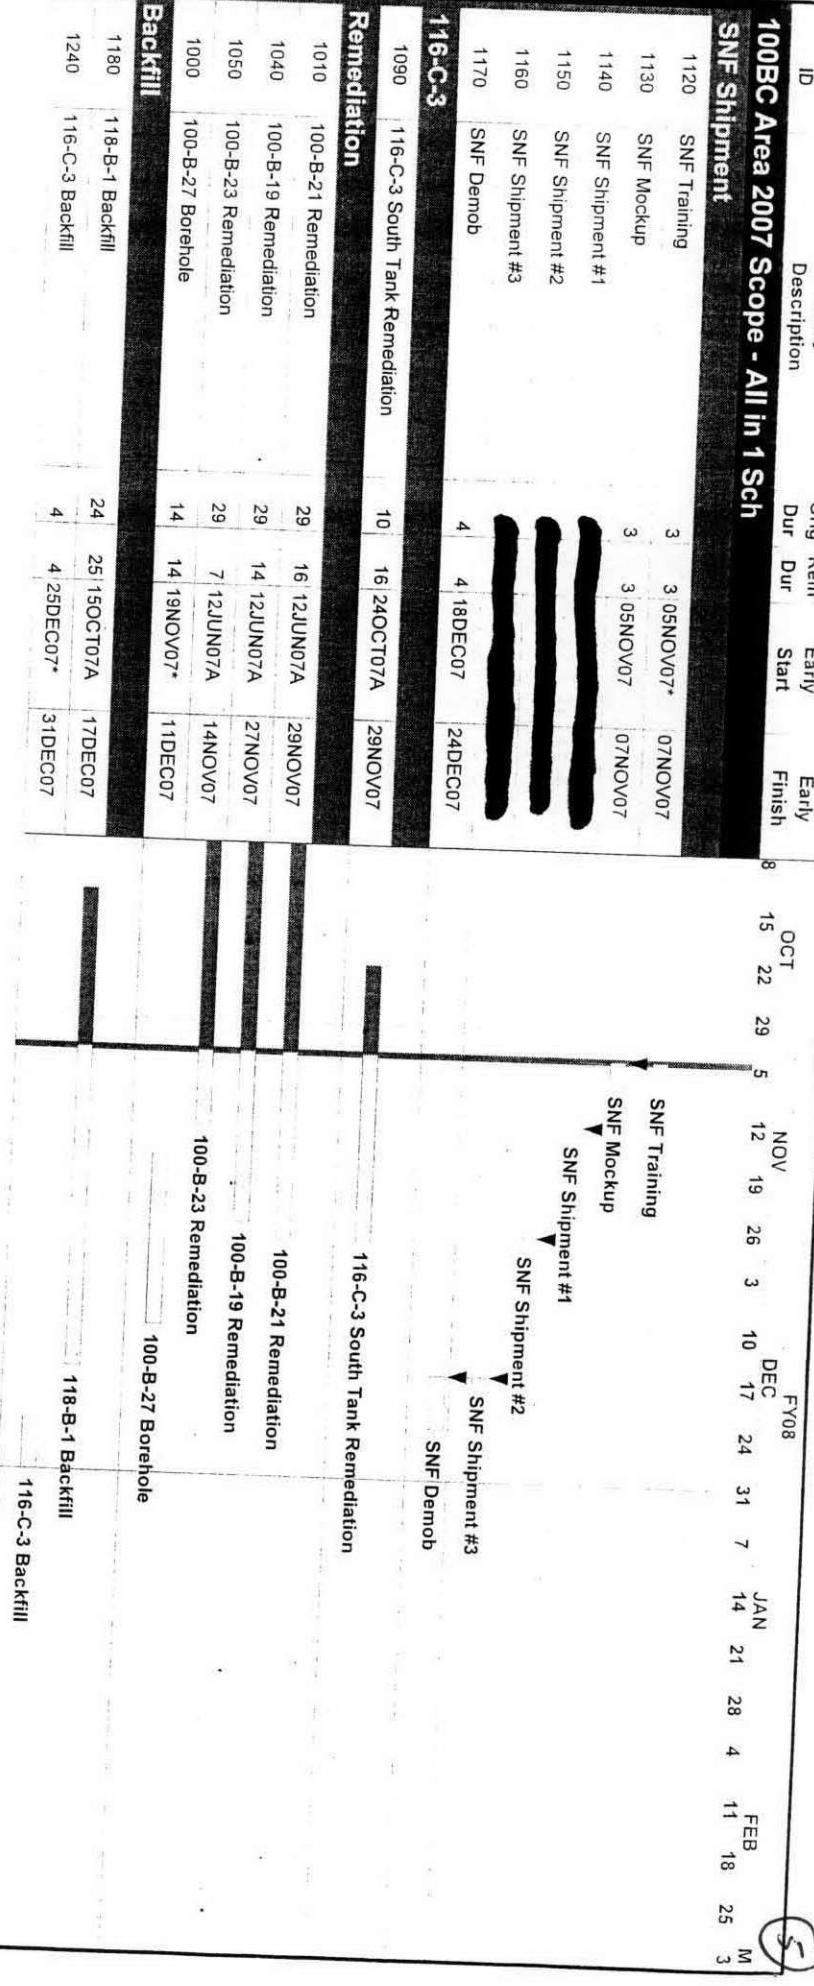 5
ID Description Orig Dur Rem Dur Early Start Early Finish
OCT NOV DEC JAN FEB M
FY08
8 15 22 29 5 12 19 26 3 10 17 24 31 7 14 21 28 4 11 18 25 3
100BC Area 2007 Scope - All in 1 Sch
SNF Shipment
1120 SNF Training 3 3 05NOV07* 07NOV07 SNF Training
1130 SNF Mockup 3 3 05NOV07 07NOV07 SNF Mockup
1140 SNF Shipment #1 SNF Shipment #1
1150 SNF Shipment #2 SNF Shipment #2
1160 SNF Shipment #3 SNF Shipment #3
1170 SNF Demob 4 4 18DEC07 24DEC07 SNF Demob
116-C-3
1090 116-C-3 South Tank Remediation 10 16 24OCT07A 29NOV07 116-C-3 South Tank Remediation
Remediation
1010 100-B-21 Remediation 29 16 12JUN07A 29NOV07 100-B-21 Remediation
1040 100-B-19 Remediation 29 14 12JUN07A 27NOV07 100-B-19 Remediation
1050 100-B-23 Remediation 29 7 12JUN07A 14NOV07 100-B-23 Remediation
1000 100-B-27 Borehole 14 14 19NOV07* 11DEC07 100-B-27 Borehole
Backfill
1180 118-B-1 Backfill 24 25 15OCT07A 17DEC07 118-B-1 Backfill
1240 116-C-3 Backfill 4 4 25DEC07* 31DEC07 116-C-3 Backfill